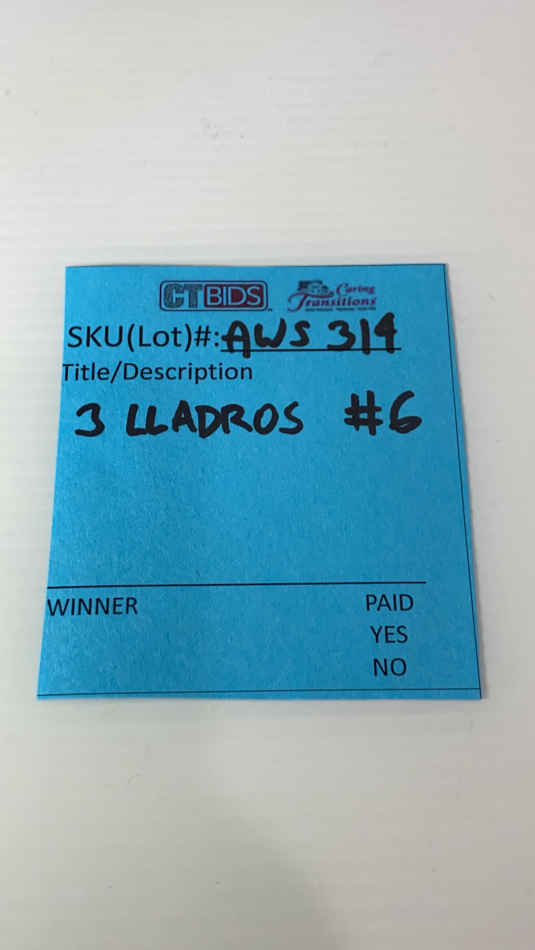 CTBIDS
Caring
Transitions
SKU(Lot)#: AWS 314
Title/Description
3 LLADROS #6
WINNER
PAID
YES
NO